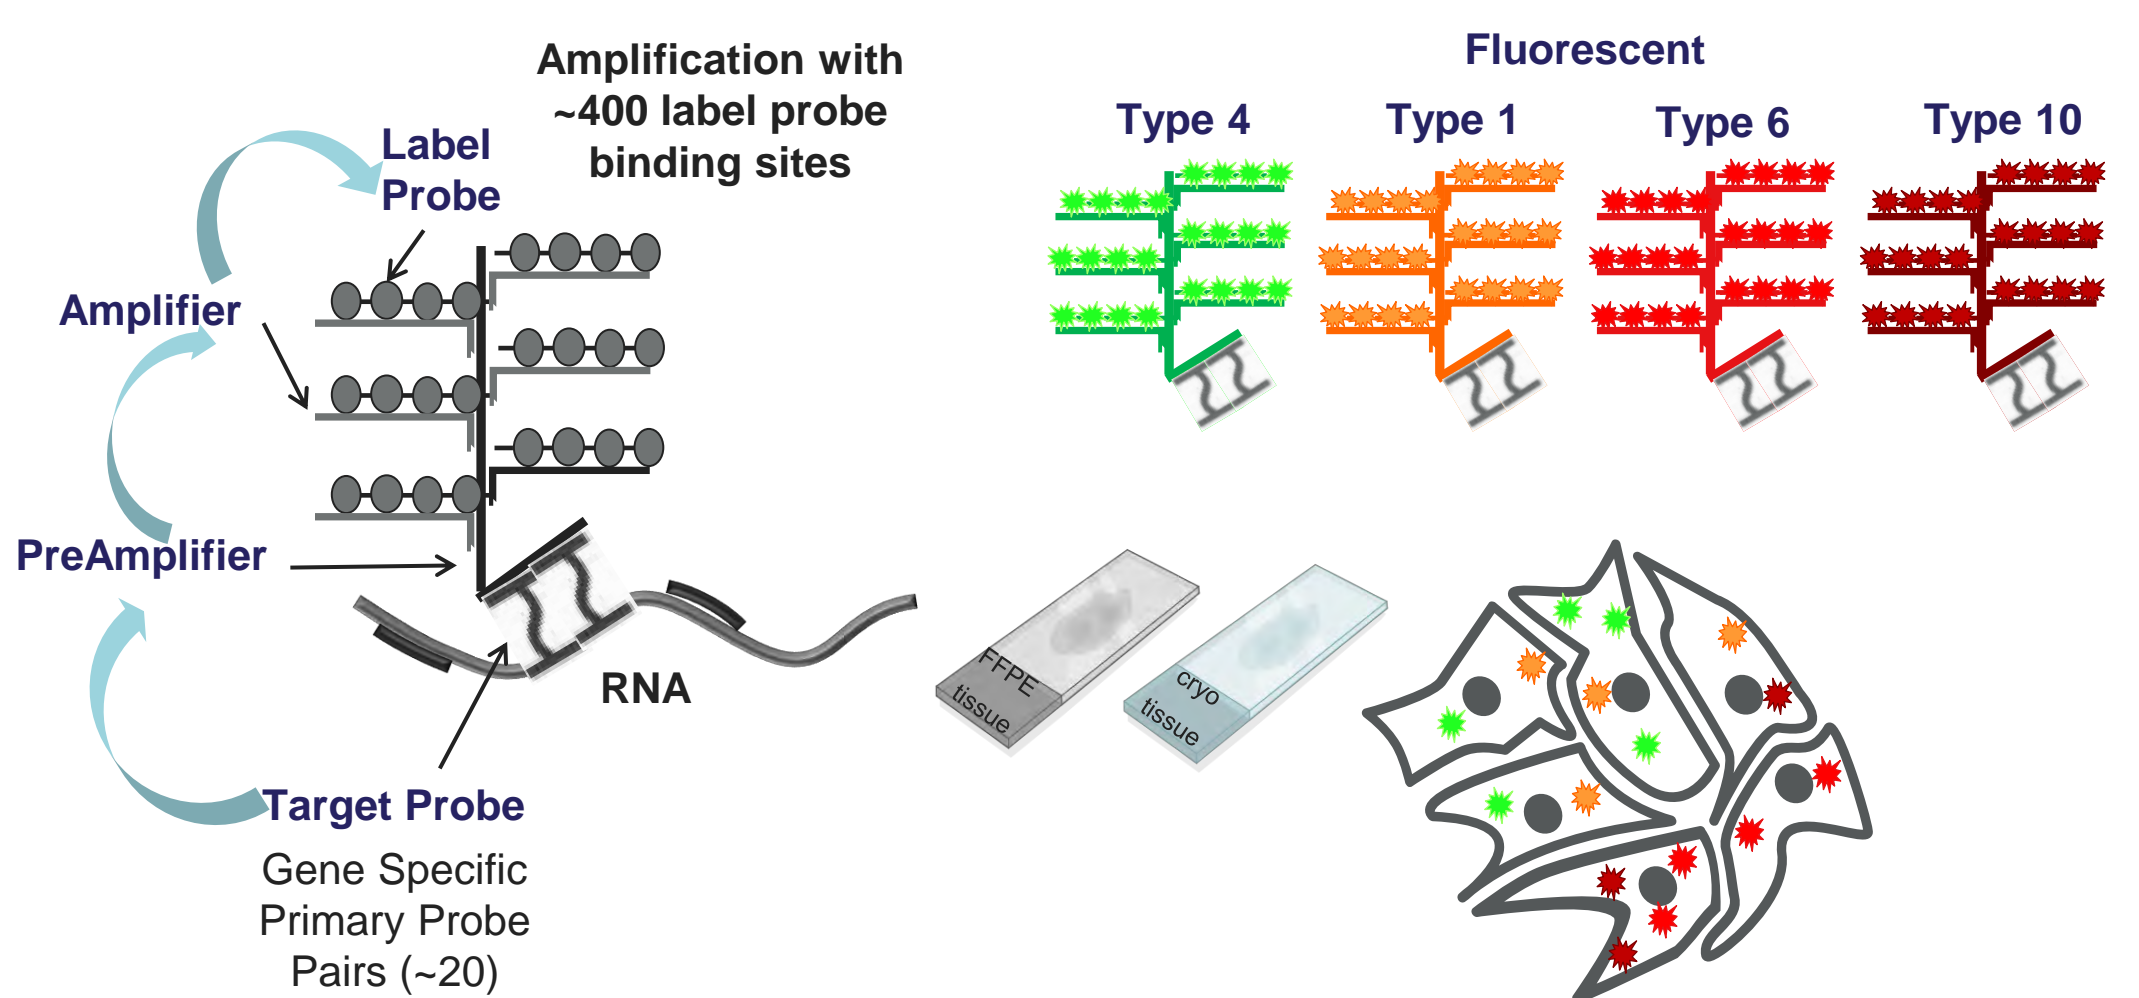 Amplification with
~400 label probe
binding sites
Label
Probe
Amplifier
PreAmplifier
RNA
Target Probe
Gene Specific
Primary Probe
Pairs (~20)
Fluorescent
Type 4
Type 1
Type 6
Type 10
FFPE
tissue
cryo
tissue